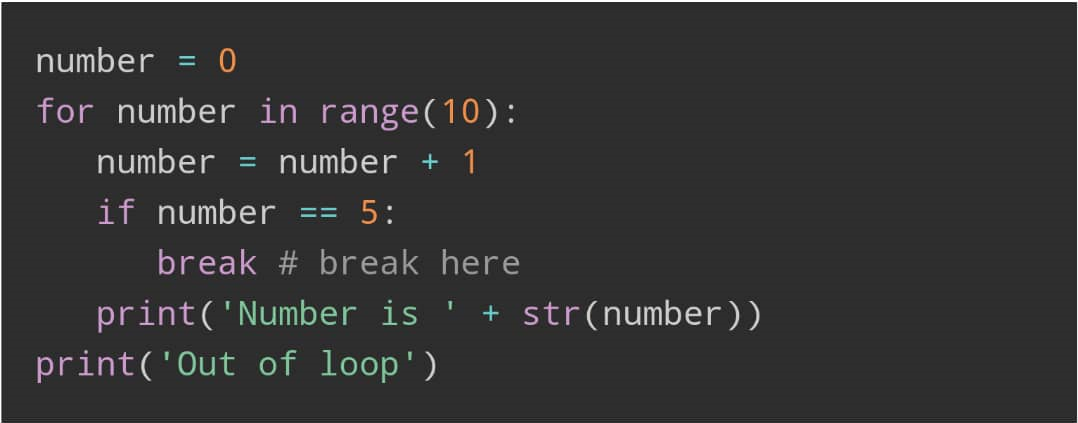 number = 0
for number in range(10):
   number = number + 1
   if number == 5:
      break # break here
   print('Number is ' + str(number))
print('Out of loop')